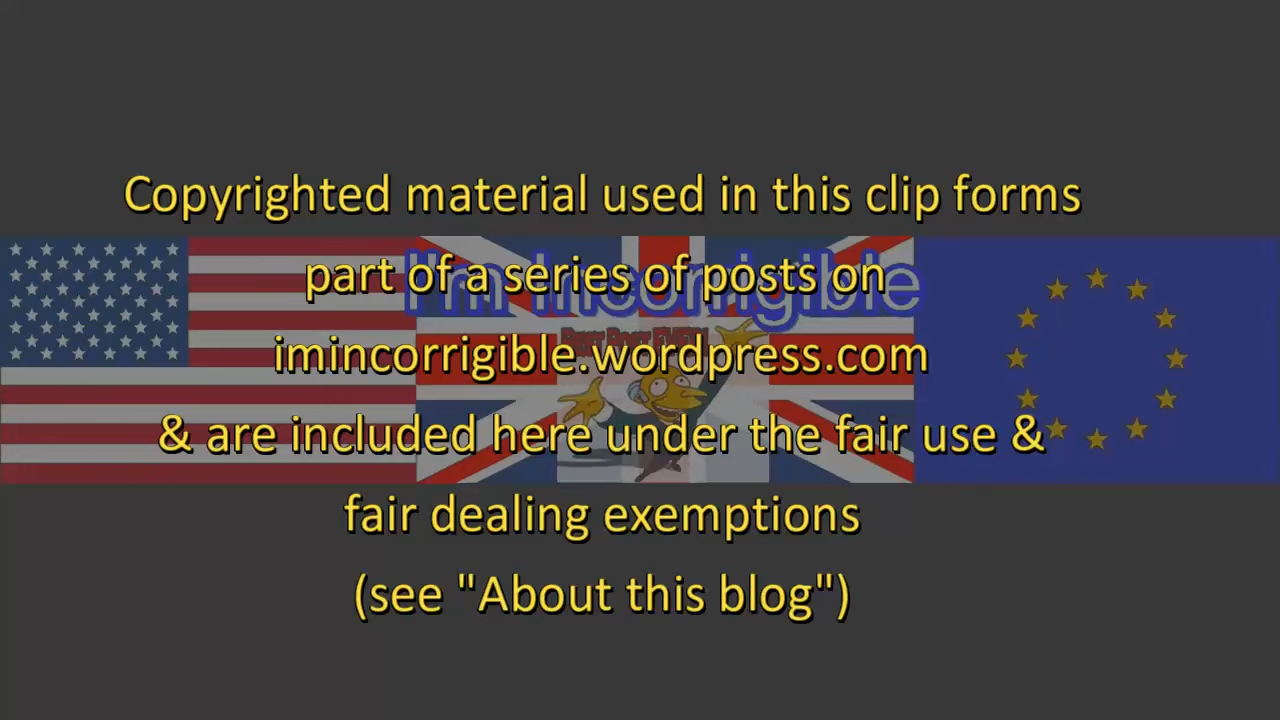 Copyrighted material used in this clip forms
I'm Incorrigible
part of a series of posts on
imincorrigible.wordpress.com
& are included here under the fair use &
fair dealing exemptions
(see "About this blog")